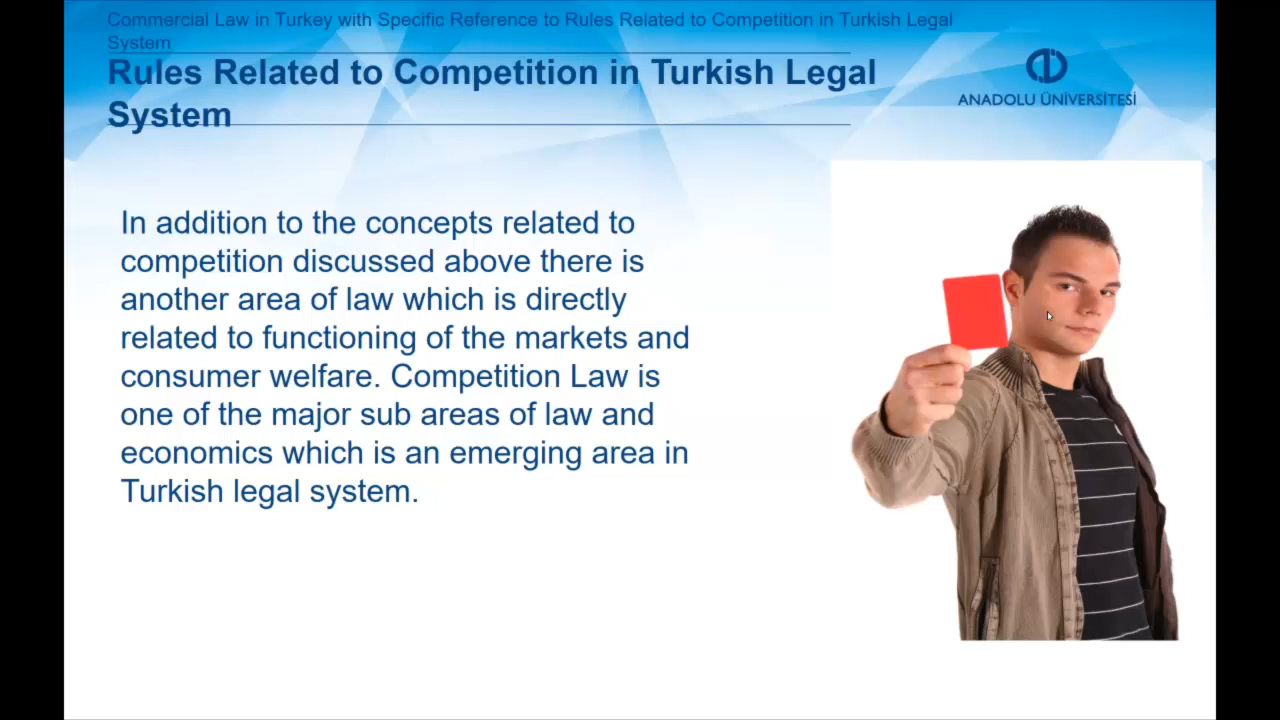 Commercial Law in Turkey with Specific Reference to Rules Related to Competition in Turkish Legal
System
Rules Related to Competition in Turkish Legal
System
ANADOLU ÜNİVERSİTESİ
In addition to the concepts related to
competition discussed above there is
another area of law which is directly
related to functioning of the markets and
consumer welfare. Competition Law is
one of the major sub areas of law and
economics which is an emerging area in
Turkish legal system.